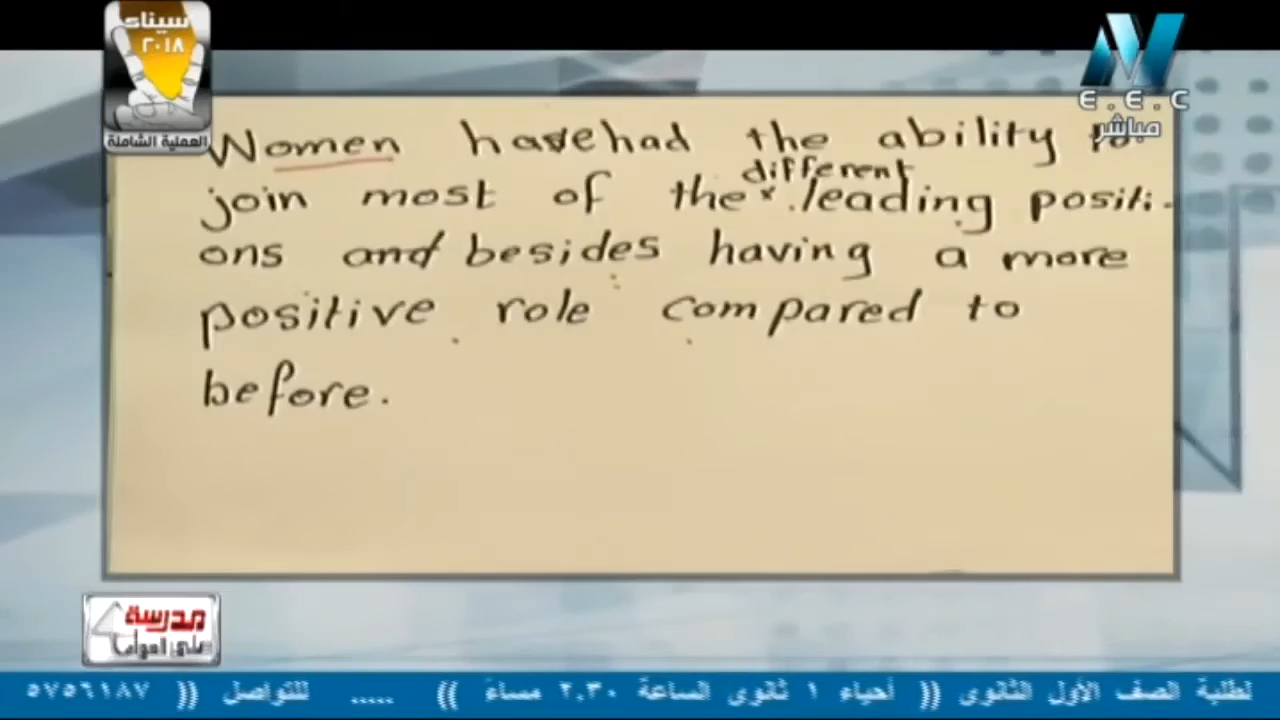 سيناء
٢٠١٨
العملية الشاملة
E.E.C
مباشر
Women have had the ability to
different
join most of the leading positi-
ons and besides having a more
positive role compared to
before.
مدرسة
على الهواء
لطلبة الصف الأول الثانوى )) أحياء ١ ثانوى الساعة ٢.٣٠ مساءً (( ..... للتواصل )) ٥٧٥٦١٨٧